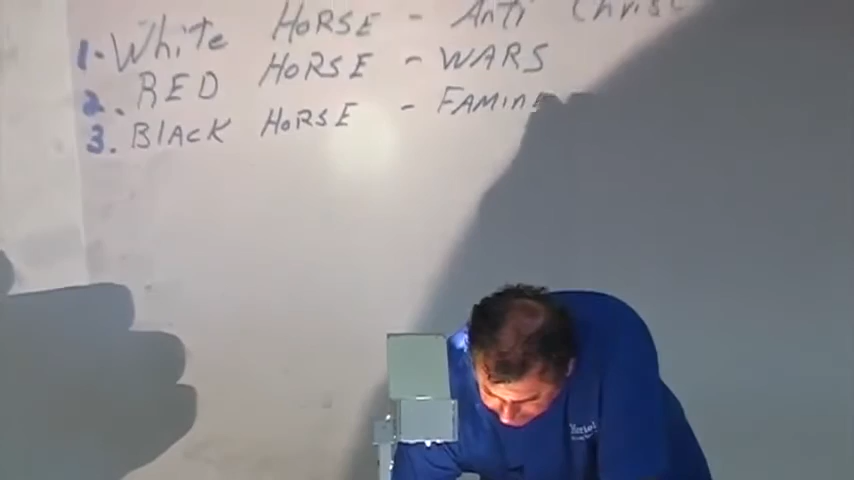 1. White HORSE - Anti Christ
2. RED HORSE - WARS
3. BLACK HORSE - FAMINE